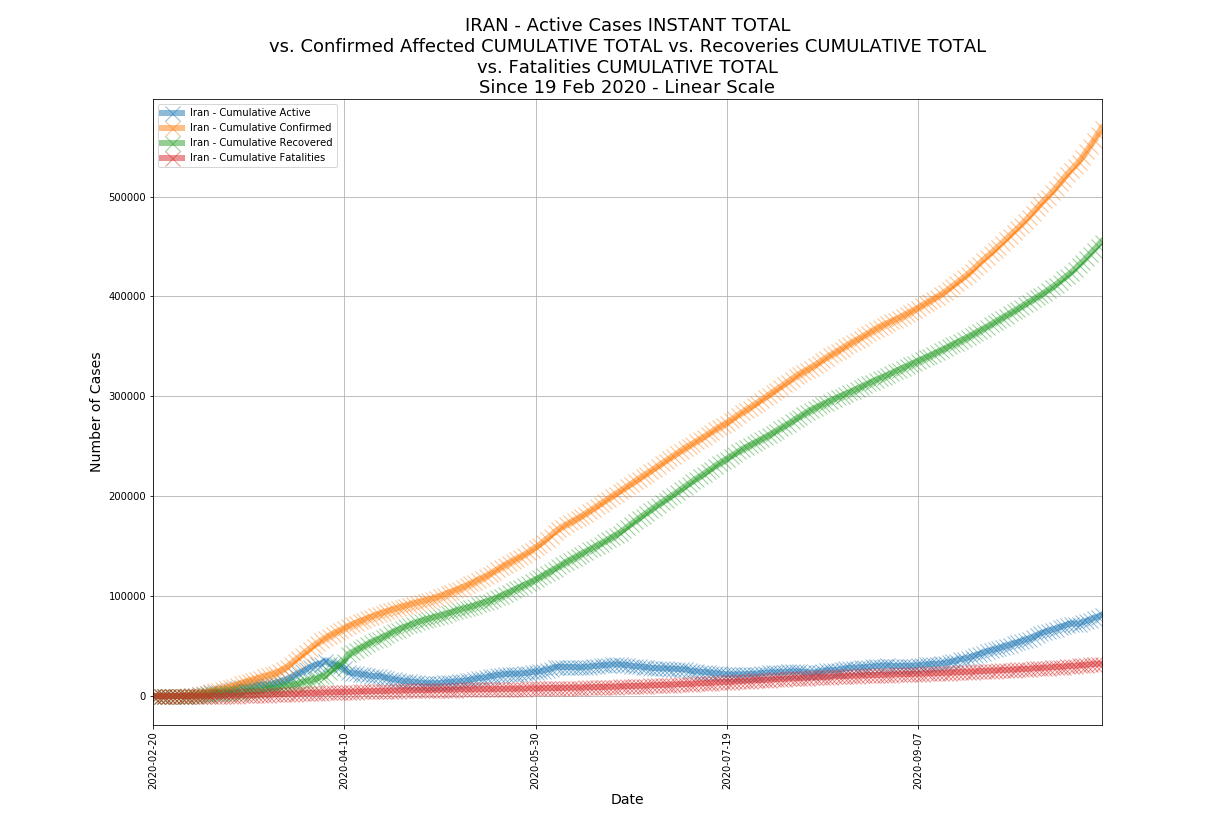 IRAN - Active Cases INSTANT TOTAL
vs. Confirmed Affected CUMULATIVE TOTAL vs. Recoveries CUMULATIVE TOTAL
vs. Fatalities CUMULATIVE TOTAL
Since 19 Feb 2020 - Linear Scale
Iran - Cumulative Active
Iran - Cumulative Confirmed
Iran - Cumulative Recovered
Iran - Cumulative Fatalities
500000
400000
300000
200000
100000
0
Number of Cases
2020-02-20
2020-04-10
2020-05-30
2020-07-19
2020-09-07
Date